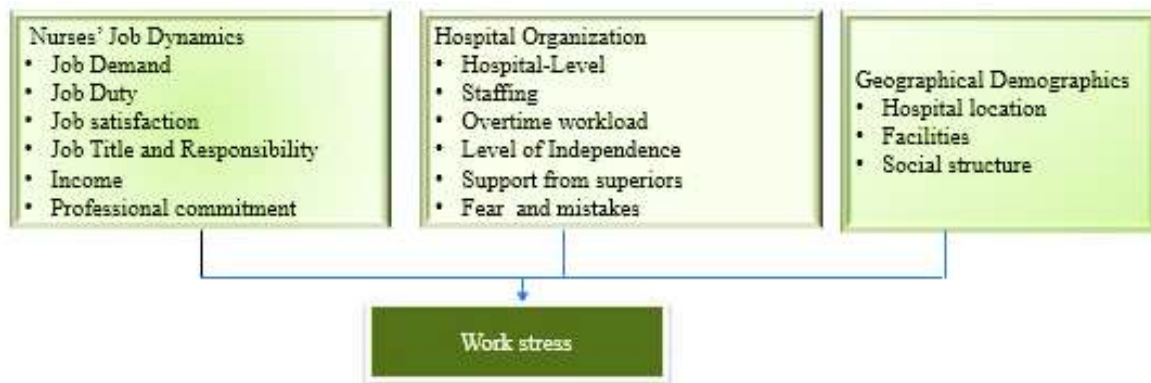 Nurses' Job Dynamics
• Job Demand
• Job Duty
• Job satisfaction
• Job Title and Responsibility
• Income
• Professional commitment
Hospital Organization
• Hospital-Level
• Staffing
• Overtime workload
• Level of Independence
• Support from superiors
• Fear and mistakes
Geographical Demographics
• Hospital location
• Facilities
• Social structure
Work stress